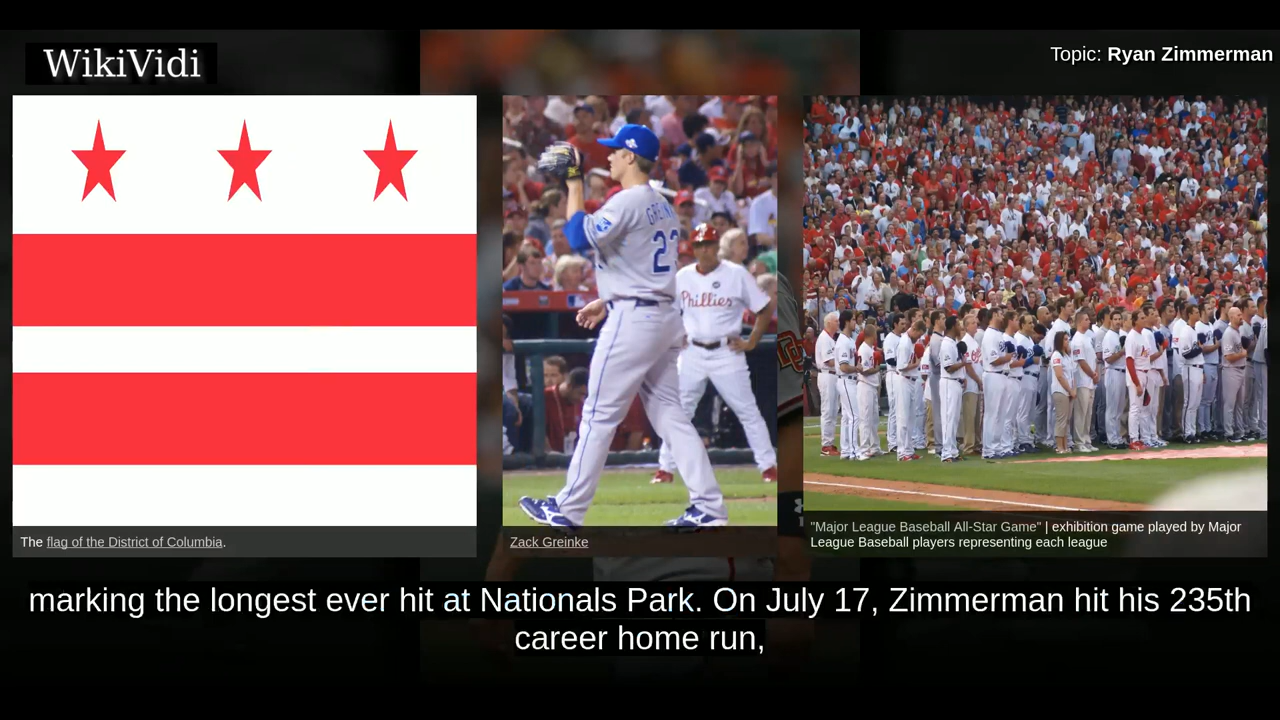 WikiVidi
Topic: Ryan Zimmerman
23
Phillies
The flag of the District of Columbia.
Zack Greinke
"Major League Baseball All-Star Game" | exhibition game played by Major
League Baseball players representing each league
marking the longest ever hit at Nationals Park. On July 17, Zimmerman hit his 235th
career home run,